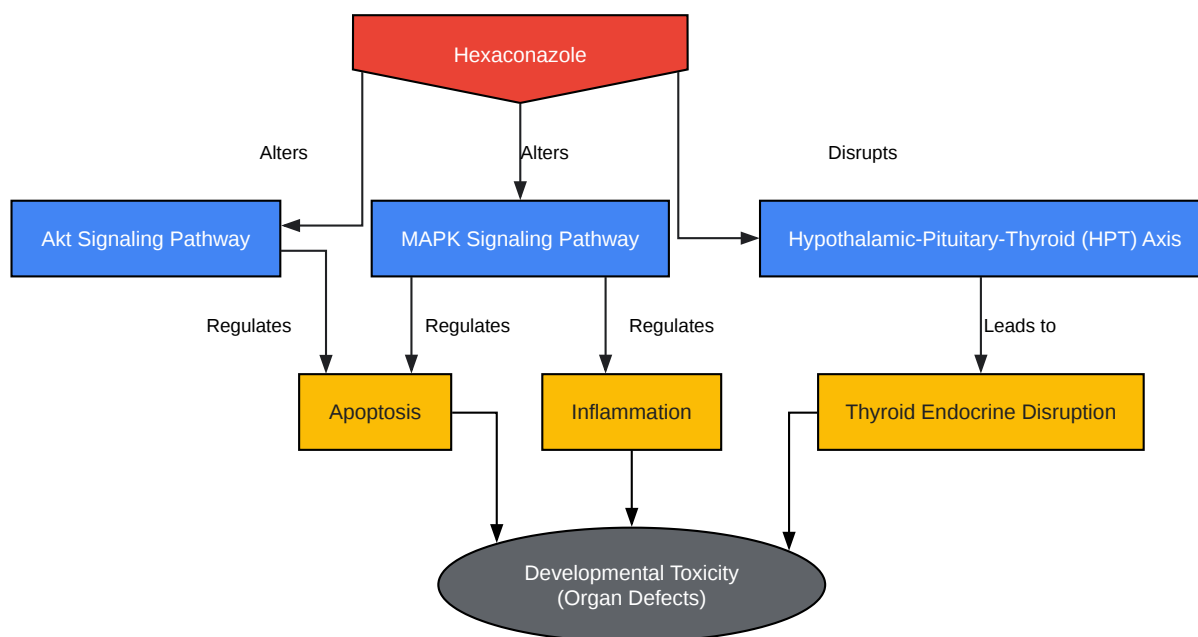 Hexaconazole
Alters
Alters
Disrupts
Akt Signaling Pathway
MAPK Signaling Pathway
Hypothalamic-Pituitary-Thyroid (HPT) Axis
Regulates
Regulates
Regulates
Leads to
Apoptosis
Inflammation
Thyroid Endocrine Disruption
Developmental Toxicity
(Organ Defects)